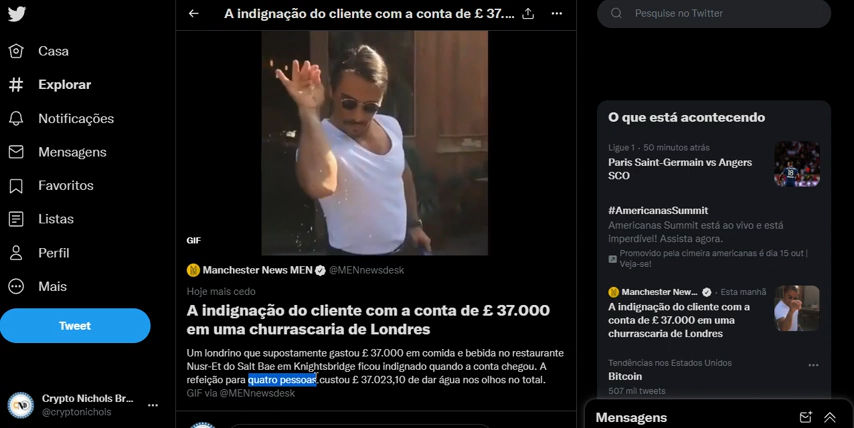 A indignação do cliente com a conta de £ 37....
Pesquise no Twitter
Casa
Explorar
Notificações
Mensagens
Favoritos
Listas
Perfil
Mais
Tweet
Crypto Nichols Br...
@cryptonichols
GIF
Manchester News MEN @MENnewsdesk
Hoje mais cedo
A indignação do cliente com a conta de £ 37.000
em uma churrascaria de Londres
Um londrino que supostamente gastou £ 37.000 em comida e bebida no restaurante
Nusr-Et do Salt Bae em Knightsbridge ficou indignado quando a conta chegou. A
refeição para quatro pessoas custou £ 37.023,10 de dar água nos olhos no total.
GIF via @MENnewsdesk
O que está acontecendo
Ligue 1 · 50 minutos atrás
Paris Saint-Germain vs Angers
SCO
#AmericanasSummit
Americanas Summit está ao vivo e está
imperdível! Assista agora.
Promovido pela cimeira americanas é dia 15 out |
Veja-se!
Manchester New... · Esta manhã
A indignação do cliente com a
conta de £ 37.000 em uma
churrascaria de Londres
Tendências nos Estados Unidos
Bitcoin
507 mil tweets
Mensagens